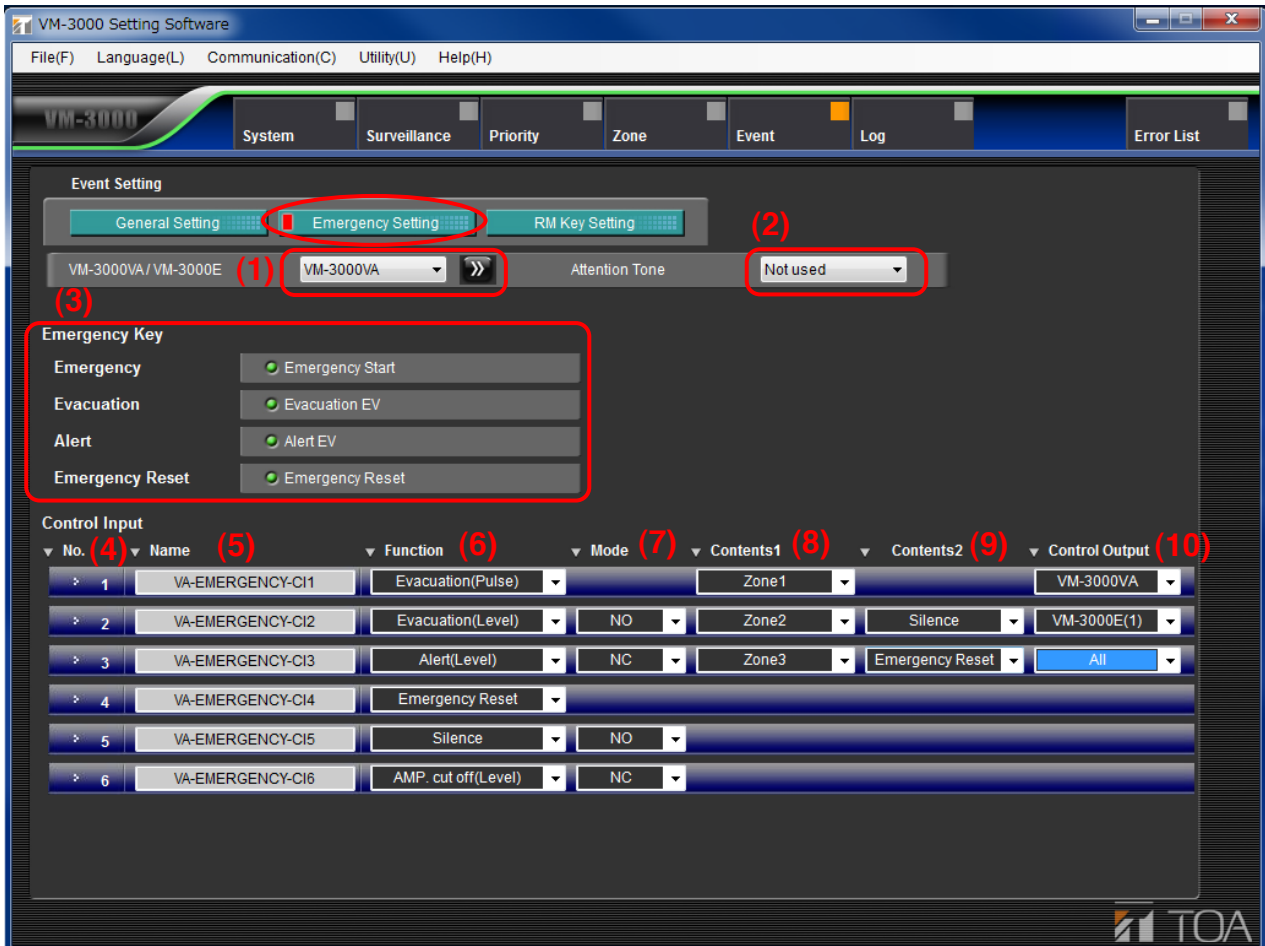 VM-3000 Setting Software
File(F) Language(L) Communication(C) Utility(U) Help(H)
VM-3000 System Surveillance Priority Zone Event Log Error List
Event Setting
General Setting Emergency Setting RM Key Setting
(2)
VM-3000VA / VM-3000E (1) VM-3000VA Attention Tone Not used
(3)
Emergency Key
Emergency Emergency Start
Evacuation Evacuation EV
Alert Alert EV
Emergency Reset Emergency Reset
Control Input
No. (4) Name (5) Function (6) Mode (7) Contents1 (8) Contents2 (9) Control Output (10)
1 VA-EMERGENCY-CI1 Evacuation(Pulse) Zone1 VM-3000VA
2 VA-EMERGENCY-CI2 Evacuation(Level) NO Zone2 Silence VM-3000E(1)
3 VA-EMERGENCY-CI3 Alert(Level) NC Zone3 Emergency Reset All
4 VA-EMERGENCY-CI4 Emergency Reset
5 VA-EMERGENCY-CI5 Silence NO
6 VA-EMERGENCY-CI6 AMP. cut off(Level) NC
TOA